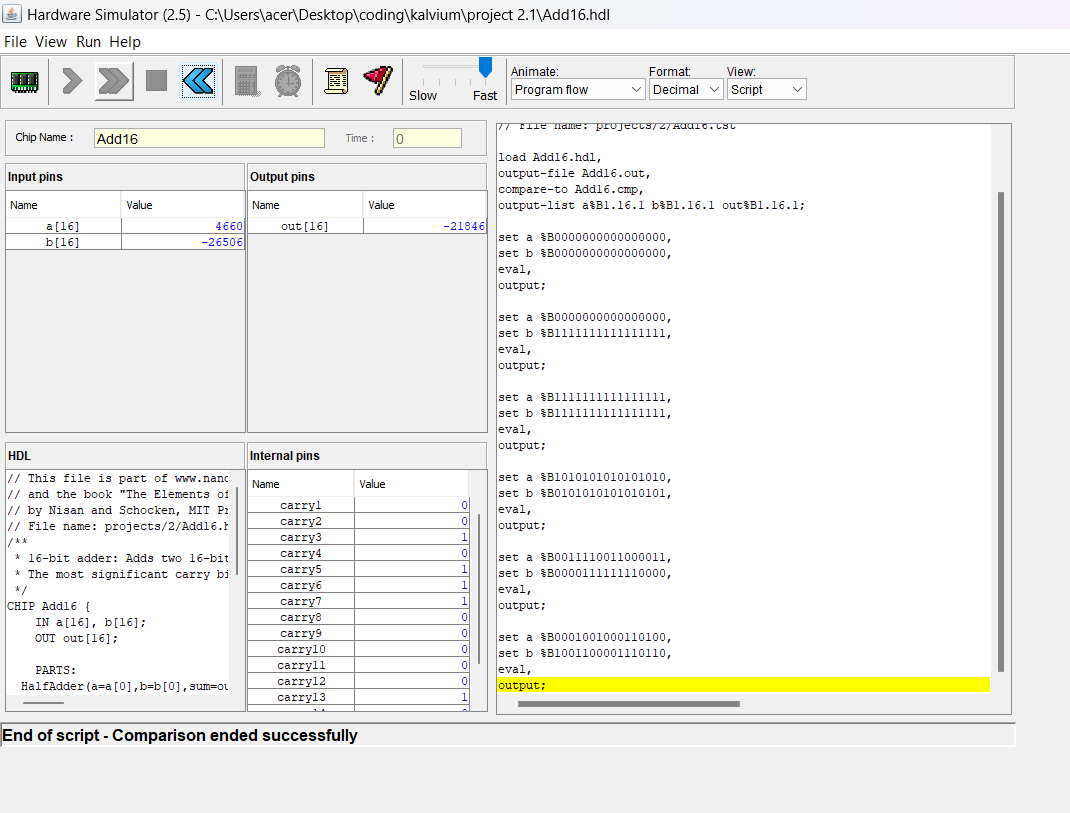 Hardware Simulator (2.5) - C:\Users\acer\Desktop\coding\kalvium\project 2.1\Add16.hdl
File View Run Help
Slow Fast
Animate: Format: View:
Program flow Decimal Script
Chip Name : Add16 Time : 0
Input pins
Name Value
a[16] 4660
b[16] -26506
Output pins
Name Value
out[16] -21846
HDL
// This file is part of www.nand
// and the book "The Elements of
// by Nisan and Schocken, MIT Pr
// File name: projects/2/Add16.h
/**
* 16-bit adder: Adds two 16-bit
* The most significant carry bi
*/
CHIP Add16 {
IN a[16], b[16];
OUT out[16];
PARTS:
HalfAdder(a=a[0],b=b[0],sum=ou
Internal pins
Name Value
carry1 0
carry2 0
carry3 1
carry4 0
carry5 1
carry6 1
carry7 1
carry8 0
carry9 0
carry10 0
carry11 0
carry12 0
carry13 1
// File name: projects/2/Add16.tst
load Add16.hdl,
output-file Add16.out,
compare-to Add16.cmp,
output-list a%B1.16.1 b%B1.16.1 out%B1.16.1;
set a %B0000000000000000,
set b %B0000000000000000,
eval,
output;
set a %B0000000000000000,
set b %B1111111111111111,
eval,
output;
set a %B1111111111111111,
set b %B1111111111111111,
eval,
output;
set a %B1010101010101010,
set b %B0101010101010101,
eval,
output;
set a %B0011110011000011,
set b %B0000111111110000,
eval,
output;
set a %B0001001000110100,
set b %B1001100001110110,
eval,
output;
End of script - Comparison ended successfully